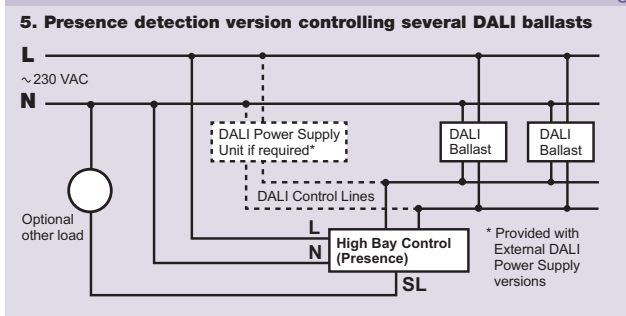 5. Presence detection version controlling several DALI ballasts
L
~ 230 VAC
N
DALI Power Supply
Unit if required*
DALI
Ballast
DALI
Ballast
DALI Control Lines
Optional
other load
L
N
High Bay Control
(Presence)
SL
* Provided with
External DALI
Power Supply
versions